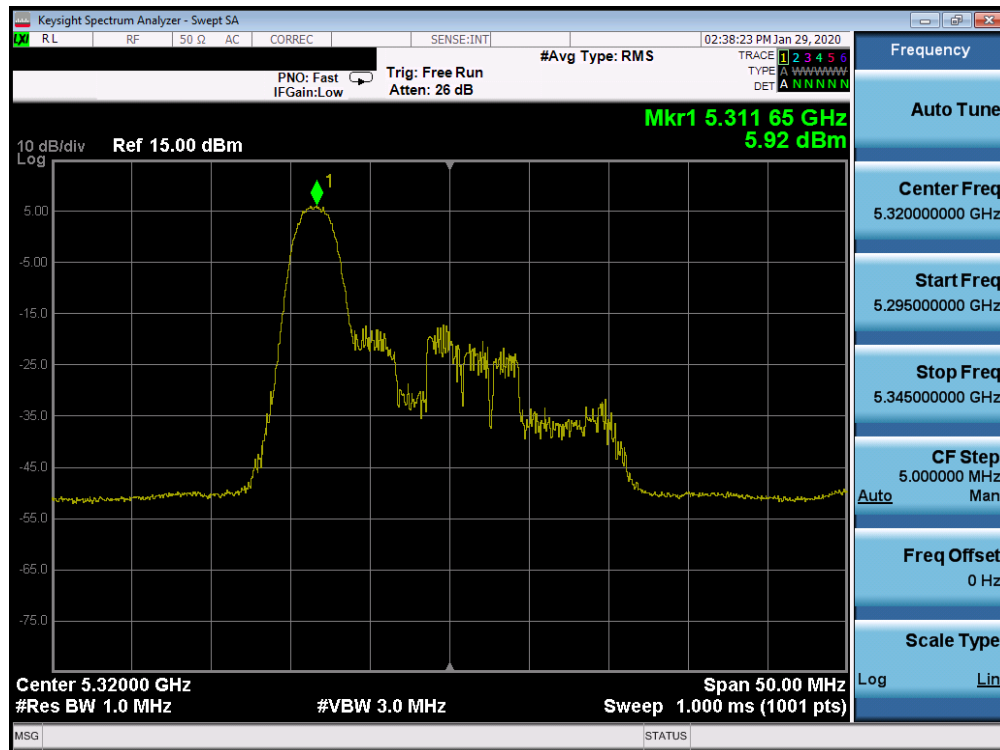 Keysight Spectrum Analyzer - Swept SA
LXI RL RF 50 Ω AC CORREC SENSE:INT 02:38:23 PM Jan 29, 2020
PNO: Fast
IFGain:Low
Trig: Free Run
Atten: 26 dB
#Avg Type: RMS
TRACE 1 2 3 4 5 6
TYPE A WWWWW
DET A N N N N N
Mkr1 5.311 65 GHz
5.92 dBm
10 dB/div Ref 15.00 dBm
Log
1
5.00
-5.00
-15.0
-25.0
-35.0
-45.0
-55.0
-65.0
-75.0
Center 5.32000 GHz Span 50.00 MHz
#Res BW 1.0 MHz #VBW 3.0 MHz Sweep 1.000 ms (1001 pts)
MSG STATUS
Frequency
Auto Tune
Center Freq
5.320000000 GHz
Start Freq
5.295000000 GHz
Stop Freq
5.345000000 GHz
CF Step
5.000000 MHz
Auto Man
Freq Offset
0 Hz
Scale Type
Log Lin